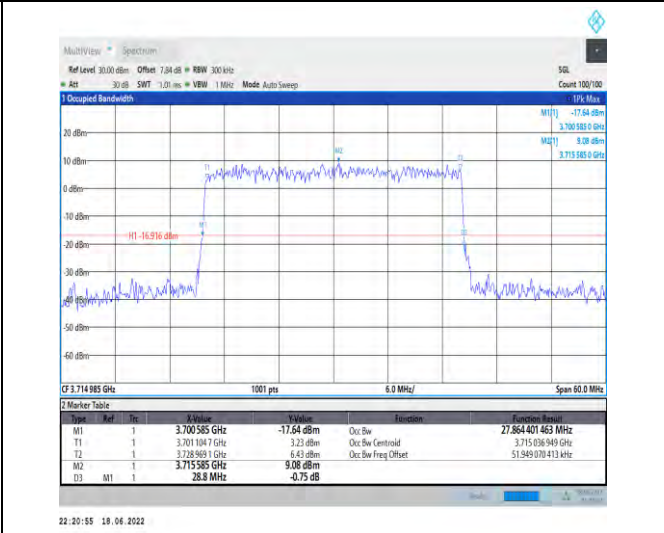 MultiView Spectrum
Ref Level 30.00 dBm Offset 7.84 dB RBW 300 kHz SGL
Att 30 dB SWT 1.01 ms VBW 1 MHz Mode Auto Sweep Count 100/100
1 Occupied Bandwidth 1Pk Max
M1[1] -17.64 dBm
3.700 585 0 GHz
M2[1] 9.08 dBm
3.715 585 0 GHz
20 dBm
M2
10 dBm
T1
0 dBm
-10 dBm
M1
H1 -16.916 dBm
-20 dBm
-30 dBm
-40 dBm
-50 dBm
-60 dBm
CF 3.714 985 GHz 1001 pts 6.0 MHz/ Span 60.0 MHz
2 Marker Table
Type Ref Trc X-Value Y-Value Function Function Result
M1 1 3.700 585 GHz -17.64 dBm Occ Bw 27.864 401 463 MHz
T1 1 3.701 104 7 GHz 3.23 dBm Occ Bw Centroid 3.715 036 949 GHz
T2 1 3.728 969 1 GHz 6.43 dBm Occ Bw Freq Offset 51.949 070 413 kHz
M2 1 3.715 585 GHz 9.08 dBm
D3 M1 1 28.8 MHz -0.75 dB
22:20:55 18.06.2022